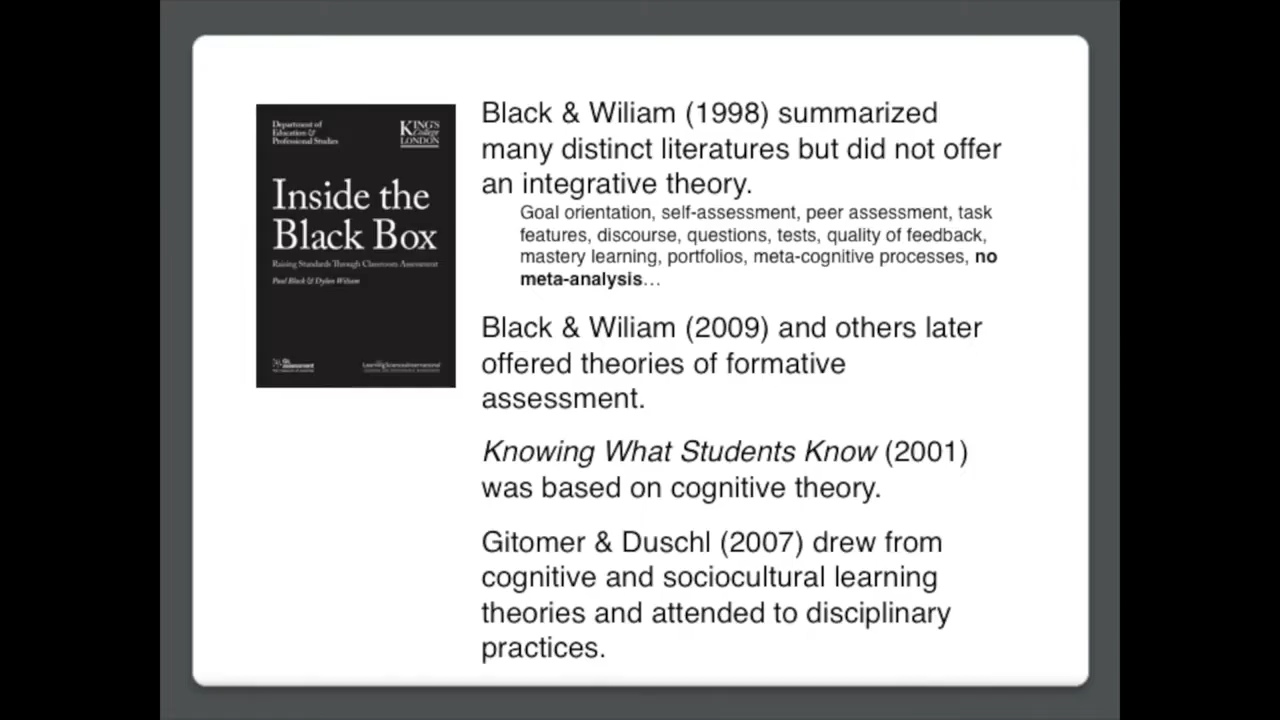 Department of
Education &
Professional Studies
KING'S
College
LONDON
Inside the
Black Box
Raising Standards Through Classroom Assessment
Paul Black & Dylan Wiliam
Black & Wiliam (1998) summarized
many distinct literatures but did not offer
an integrative theory.
Goal orientation, self-assessment, peer assessment, task
features, discourse, questions, tests, quality of feedback,
mastery learning, portfolios, meta-cognitive processes, no
meta-analysis…
Black & Wiliam (2009) and others later
offered theories of formative
assessment.
Knowing What Students Know (2001)
was based on cognitive theory.
Gitomer & Duschl (2007) drew from
cognitive and sociocultural learning
theories and attended to disciplinary
practices.